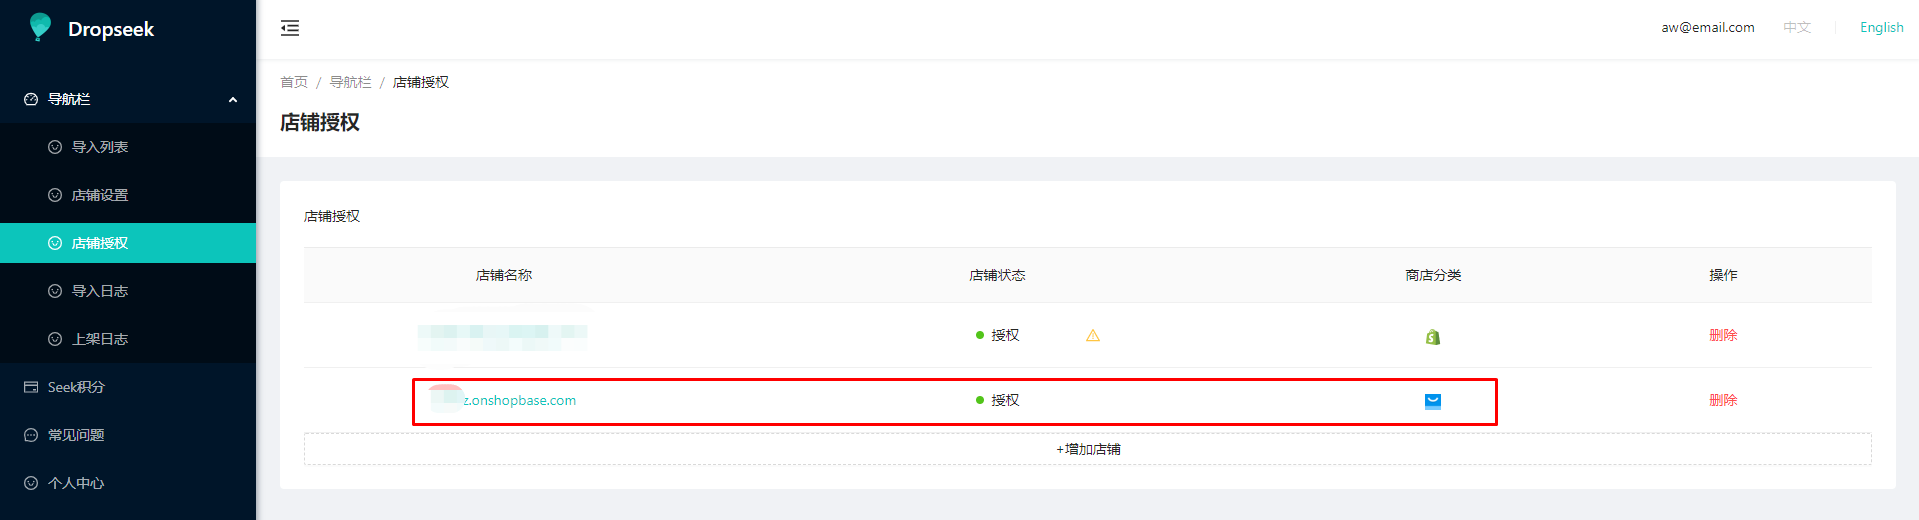 Dropseek
aw@email.com 中文 English
首页 / 导航栏 / 店铺授权
店铺授权
导航栏
导入列表
店铺设置
店铺授权
导入日志
上架日志
Seek积分
常见问题
个人中心
店铺授权
店铺名称 店铺状态 商店分类 操作
授权 删除
z.onshopbase.com 授权 删除
+增加店铺